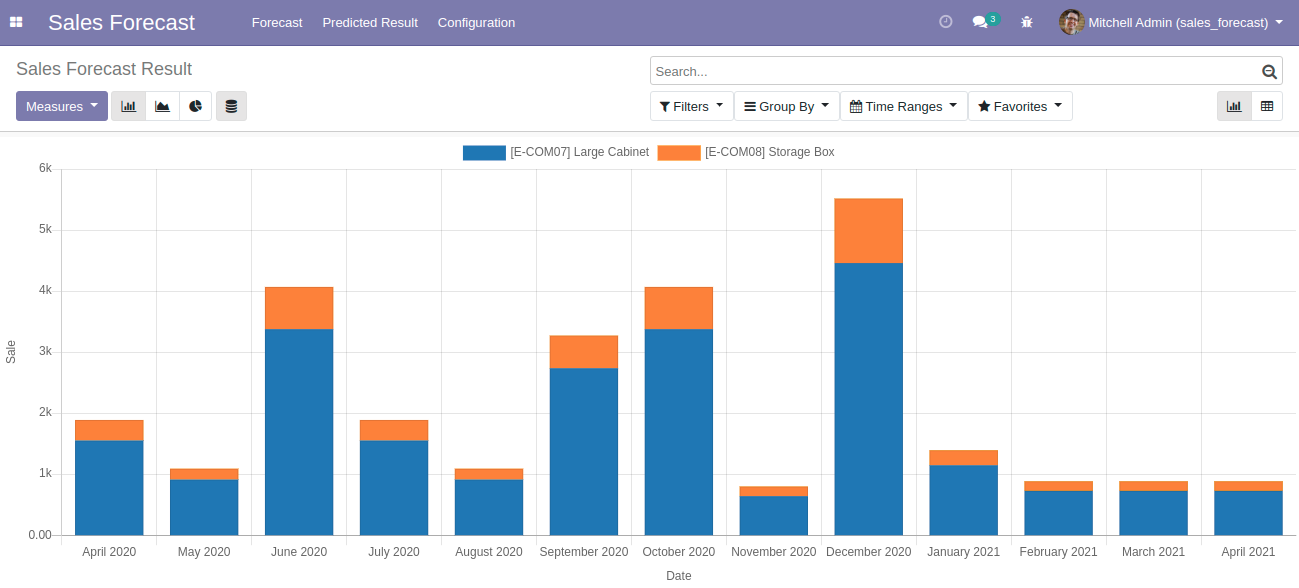 Sales Forecast Forecast Predicted Result Configuration 3 Mitchell Admin (sales_forecast)
Sales Forecast Result Search...
Measures Filters Group By Time Ranges Favorites
[E-COM07] Large Cabinet [E-COM08] Storage Box
6k
5k
4k
3k
Sale
2k
1k
0.00
April 2020 May 2020 June 2020 July 2020 August 2020 September 2020 October 2020 November 2020 December 2020 January 2021 February 2021 March 2021 April 2021
Date